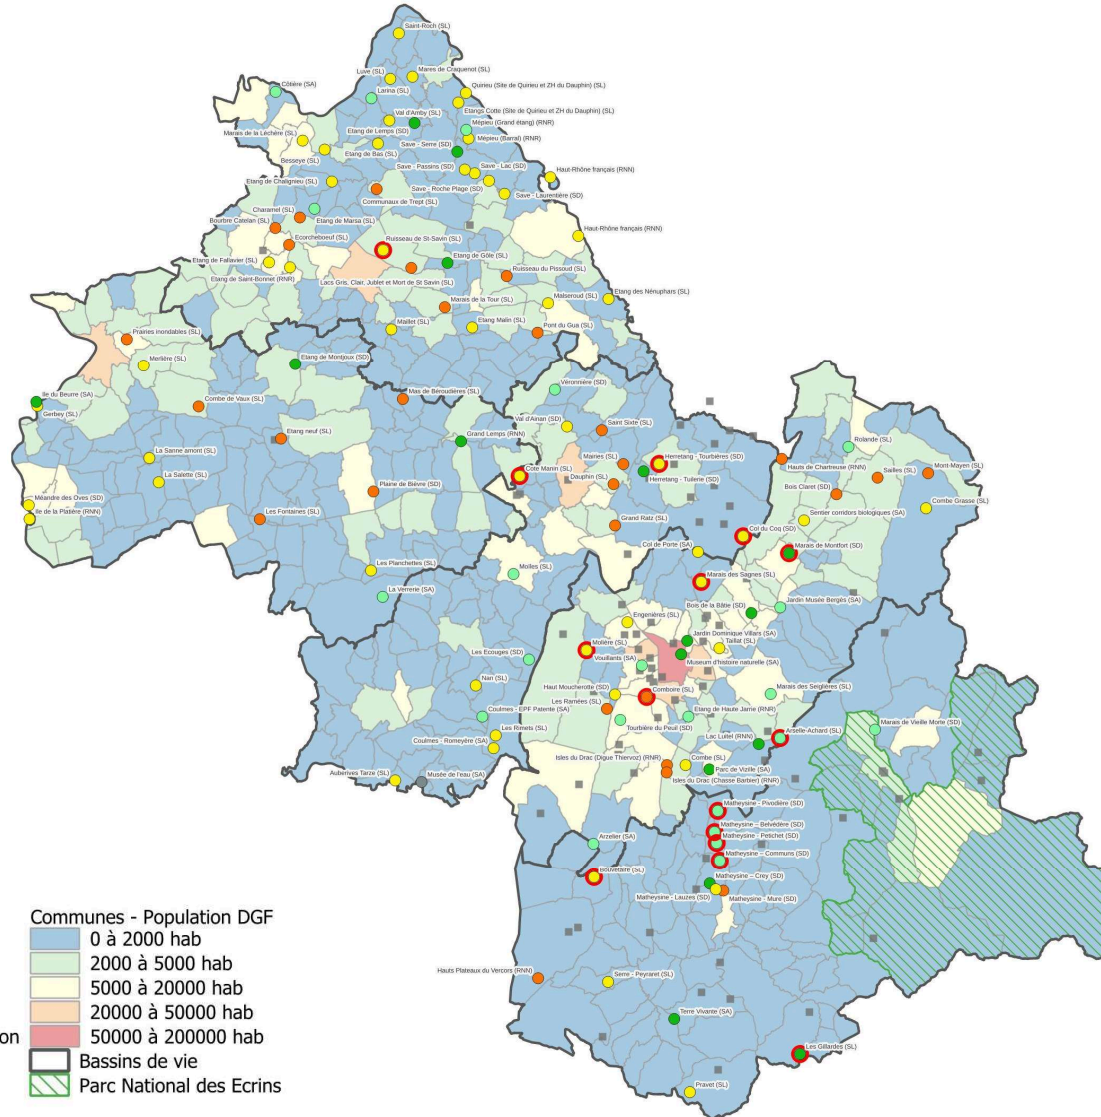 Saint-Roch (SL)
Luve (SL)
Mares de Craquenot (SL)
Côtière (SA)
Larina (SL)
Quirieu (Site de Quirieu et ZH du Dauphin) (SL)
Etangs Cotte (Site de Quirieu et ZH du Dauphin) (SL)
Val d'Amby (SL)
Mépieu (Grand étang) (RNR)
Etang de Lemps (SD)
Marais de la Léchère (SL)
Save - Serre (SD)
Mépieu (Barral) (RNR)
Besseye (SL)
Etang de Bas (SL)
Save - Passins (SD)
Save - Lac (SD)
Haut-Rhône français (RNN)
Etang de Chalignieu (SL)
Save - Roche Plage (SD)
Save - Laurentière (SD)
Communaux de Trept (SL)
Charamel (SL)
Etang de Marsa (SL)
Bourbre Catelan (SL)
Haut-Rhône français (RNN)
Ecorcheboeuf (SL)
Ruisseau de St-Savin (SL)
Etang de Fallavier (SL)
Etang de Gôle (SL)
Etang de Saint-Bonnet (RNR)
Ruisseau du Pissoud (SL)
Lacs Gris, Clair, Jublet et Mort de St Savin (SL)
Etang des Nénuphars (SL)
Marais de la Tour (SL)
Malseroud (SL)
Maillet (SL)
Etang Malin (SL)
Pont du Gua (SL)
Prairies inondables (SL)
Merlière (SL)
Etang de Montjoux (SD)
Ile du Beurre (SA)
Combe de Vaux (SL)
Mas de Béroudières (SL)
Véronnière (SD)
Gerbey (SL)
Val d'Ainan (SD)
Saint Sixte (SL)
Etang neuf (SL)
Grand Lemps (RNN)
Rolande (SL)
La Sanne amont (SL)
Cote Manin (SL)
Mairies (SL)
Herretang - Tourbières (SD)
Hauts de Chartreuse (RNN)
Sailles (SL)
Mont-Mayen (SL)
La Salette (SL)
Dauphin (SL)
Herretang - Tuilerie (SD)
Bois Claret (SD)
Plaine de Bièvre (SD)
Méandre des Oves (SD)
Combe Grasse (SL)
Ile de la Platière (RNN)
Les Fontaines (SL)
Grand Ratz (SL)
Sentier corridors biologiques (SA)
Col du Coq (SD)
Col de Porte (SA)
Marais de Montfort (SD)
Les Planchettes (SL)
Molles (SL)
Marais des Sagnes (SL)
La Verrerie (SA)
Bois de la Bâtie (SD)
Jardin Musée Bergès (SA)
Engenières (SL)
Jardin Dominique Villars (SA)
Molière (SL)
Taillat (SL)
Les Ecouges (SD)
Vouillants (SA)
Museum d'histoire naturelle (SA)
Nan (SL)
Haut Moucherotte (SD)
Comboire (SL)
Marais des Seiglières (SL)
Les Ramées (SL)
Coulmes - EPF Patente (SA)
Etang de Haute Jarrie (RNR)
Tourbière du Peuil (SD)
Marais de Vieille Morte (SD)
Les Rimets (SL)
Arselle-Achard (SL)
Coulmes - Romeyère (SA)
Lac Luitel (RNN)
Isles du Drac (Digue Thiervoz) (RNR)
Combe (SL)
Parc de Vizille (SA)
Auberives Tarze (SL)
Musée de l'eau (SA)
Isles du Drac (Chasse Barbier) (RNR)
Matheysine - Pivodière (SD)
Matheysine – Belvédère (SD)
Matheysine - Petichet (SD)
Arzelier (SA)
Matheysine – Communs (SD)
Bouvetaire (SL)
Matheysine – Crey (SD)
Matheysine - Lauzes (SD)
Matheysine - Mure (SD)
Hauts Plateaux du Vercors (RNN)
Serre - Peyraret (SL)
Terre Vivante (SA)
Les Gillardes (SL)
Pravet (SL)
Communes - Population DGF
0 à 2000 hab
2000 à 5000 hab
5000 à 20000 hab
20000 à 50000 hab
on
50000 à 200000 hab
Bassins de vie
Parc National des Ecrins